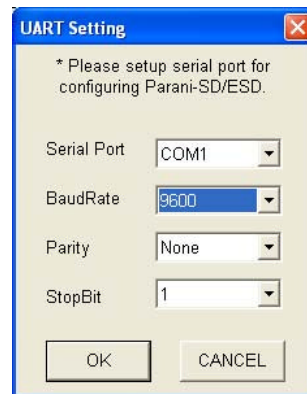 UART Setting
* Please setup serial port for
configuring Parani-SD/ESD.
Serial Port COM1
BaudRate 9600
Parity None
StopBit 1
OK CANCEL